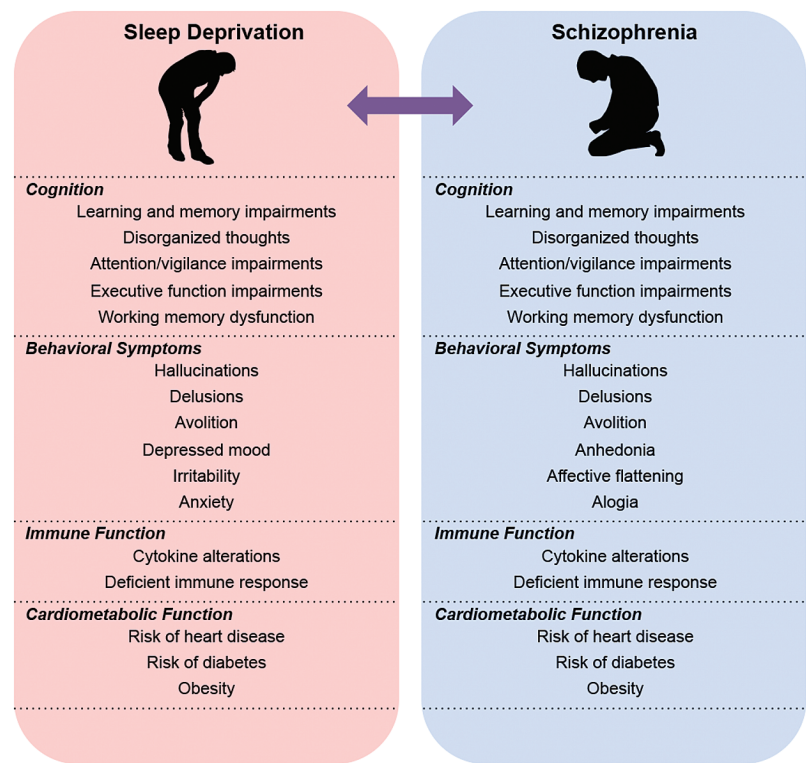 Sleep Deprivation
Cognition
Learning and memory impairments
Disorganized thoughts
Attention/vigilance impairments
Executive function impairments
Working memory dysfunction
Behavioral Symptoms
Hallucinations
Delusions
Avolition
Depressed mood
Irritability
Anxiety
Immune Function
Cytokine alterations
Deficient immune response
Cardiometabolic Function
Risk of heart disease
Risk of diabetes
Obesity
Schizophrenia
Cognition
Learning and memory impairments
Disorganized thoughts
Attention/vigilance impairments
Executive function impairments
Working memory dysfunction
Behavioral Symptoms
Hallucinations
Delusions
Avolition
Anhedonia
Affective flattening
Alogia
Immune Function
Cytokine alterations
Deficient immune response
Cardiometabolic Function
Risk of heart disease
Risk of diabetes
Obesity